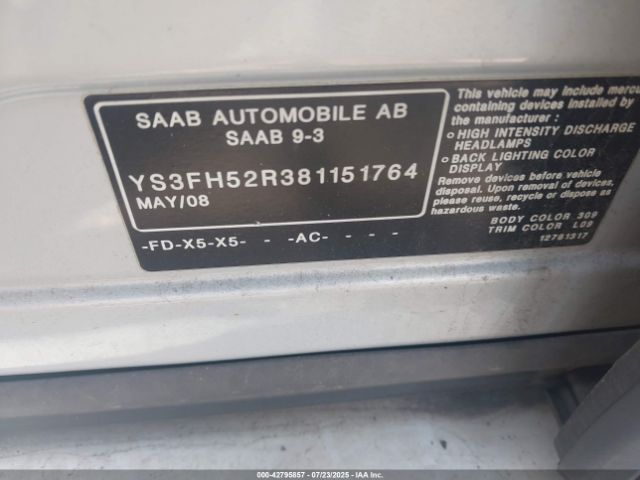 SAAB AUTOMOBILE AB
SAAB 9-3
YS3FH52R381151764
MAY/08
-FD-X5-X5- - -AC- - - -
This vehicle may include mercu
containing devices installed by
the manufacturer :
o HIGH INTENSITY DISCHARGE
HEADLAMPS
o BACK LIGHTING COLOR
DISPLAY
Remove devices before vehicle
disposal. Upon removal of devices
please reuse, recycle or dispose as
hazardous waste.
BODY COLOR 309
TRIM COLOR L09
12781317
000-42795857 - 07/23/2025 - IAA Inc.